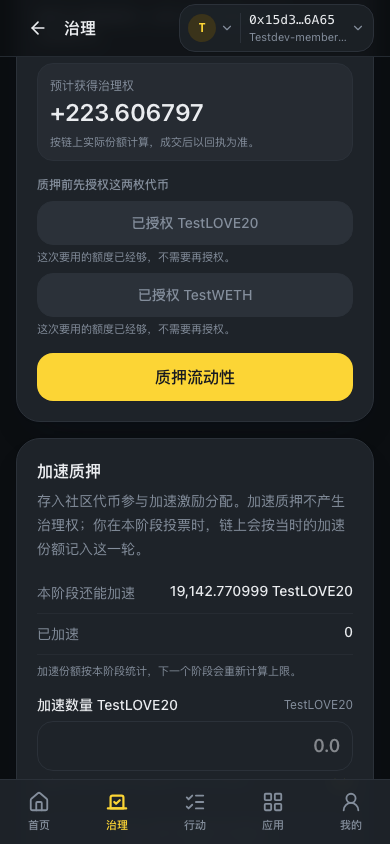 治理
T
0x15d3…6A65
Testdev-member…
预计获得治理权
+223.606797
按链上实际份额计算，成交后以回执为准。
质押前先授权这两枚代币
已授权 TestLOVE20
这次要用的额度已经够，不需要再授权。
已授权 TestWETH
这次要用的额度已经够，不需要再授权。
质押流动性
加速质押
存入社区代币参与加速激励分配。加速质押不产生
治理权；你在本阶段投票时，链上会按当时的加速
份额记入这一轮。
本阶段还能加速 19,142.770999 TestLOVE20
已加速 0
加速份额按本阶段统计，下一个阶段会重新计算上限。
加速数量 TestLOVE20 TestLOVE20
0.0
首页 治理 行动 应用 我的